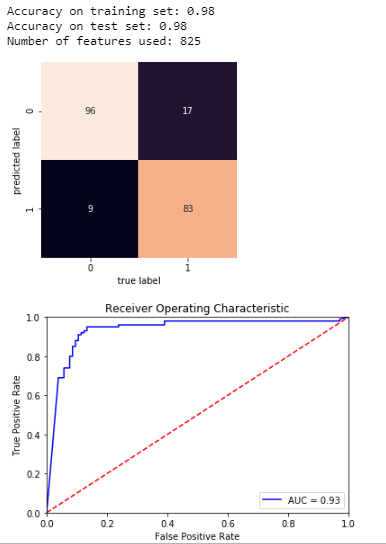 Accuracy on training set: 0.98
Accuracy on test set: 0.98
Number of features used: 825
96 17
9 83
0
1
predicted label
0 1
true label
Receiver Operating Characteristic
1.0
0.8
0.6
0.4
0.2
0.0
True Positive Rate
AUC = 0.93
0.0 0.2 0.4 0.6 0.8 1.0
False Positive Rate